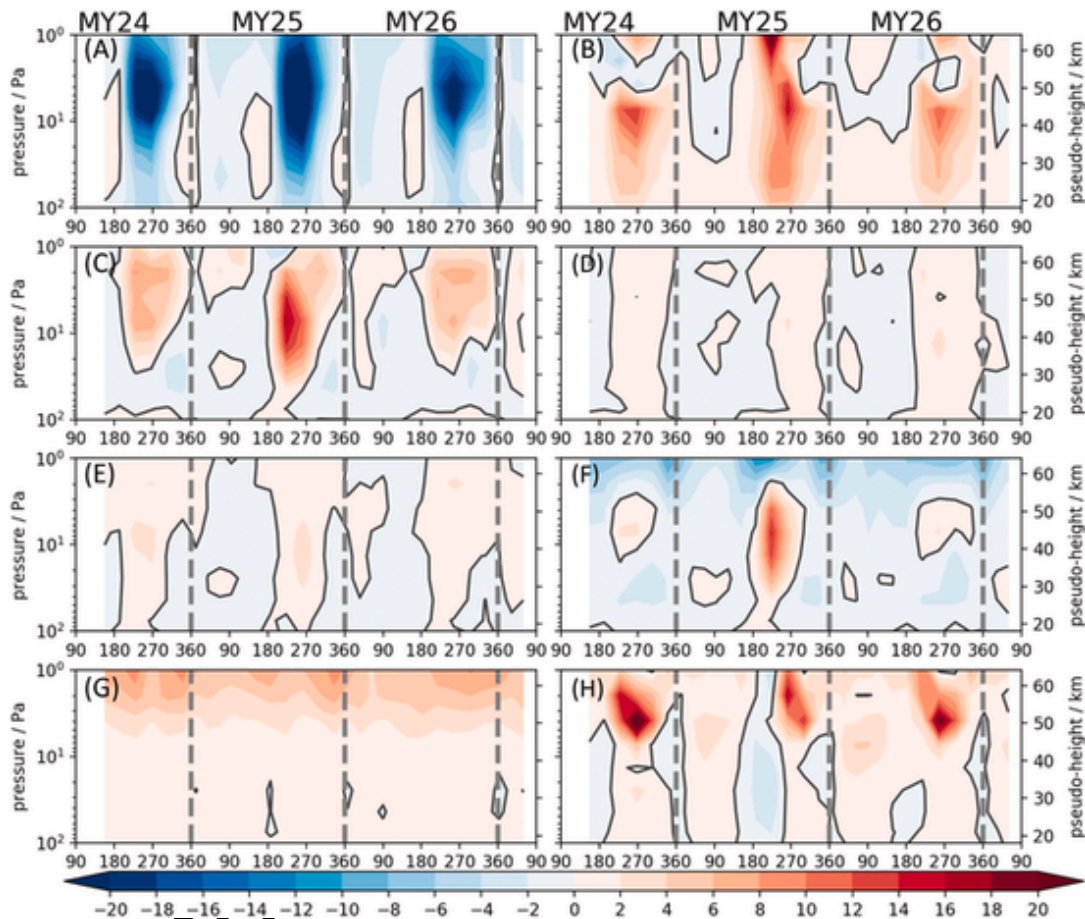 MY24 MY25 MY26 MY24 MY25 MY26
(A) (B)
10⁰ 10¹ 10²
pressure / Pa
60 50 40 30 20
pseudo-height / km
90 180 270 360 90 180 270 360 90 180 270 360 90 90 180 270 360 90 180 270 360 90 180 270 360 90
(C) (D)
10⁰ 10¹ 10²
pressure / Pa
60 50 40 30 20
pseudo-height / km
90 180 270 360 90 180 270 360 90 180 270 360 90 90 180 270 360 90 180 270 360 90 180 270 360 90
(E) (F)
10⁰ 10¹ 10²
pressure / Pa
60 50 40 30 20
pseudo-height / km
90 180 270 360 90 180 270 360 90 180 270 360 90 90 180 270 360 90 180 270 360 90 180 270 360 90
(G) (H)
10⁰ 10¹ 10²
pressure / Pa
60 50 40 30 20
pseudo-height / km
90 180 270 360 90 180 270 360 90 180 270 360 90 90 180 270 360 90 180 270 360 90 180 270 360 90
−20 −18 −16 −14 −12 −10 −8 −6 −4 −2 0 2 4 6 8 10 12 14 16 18 20